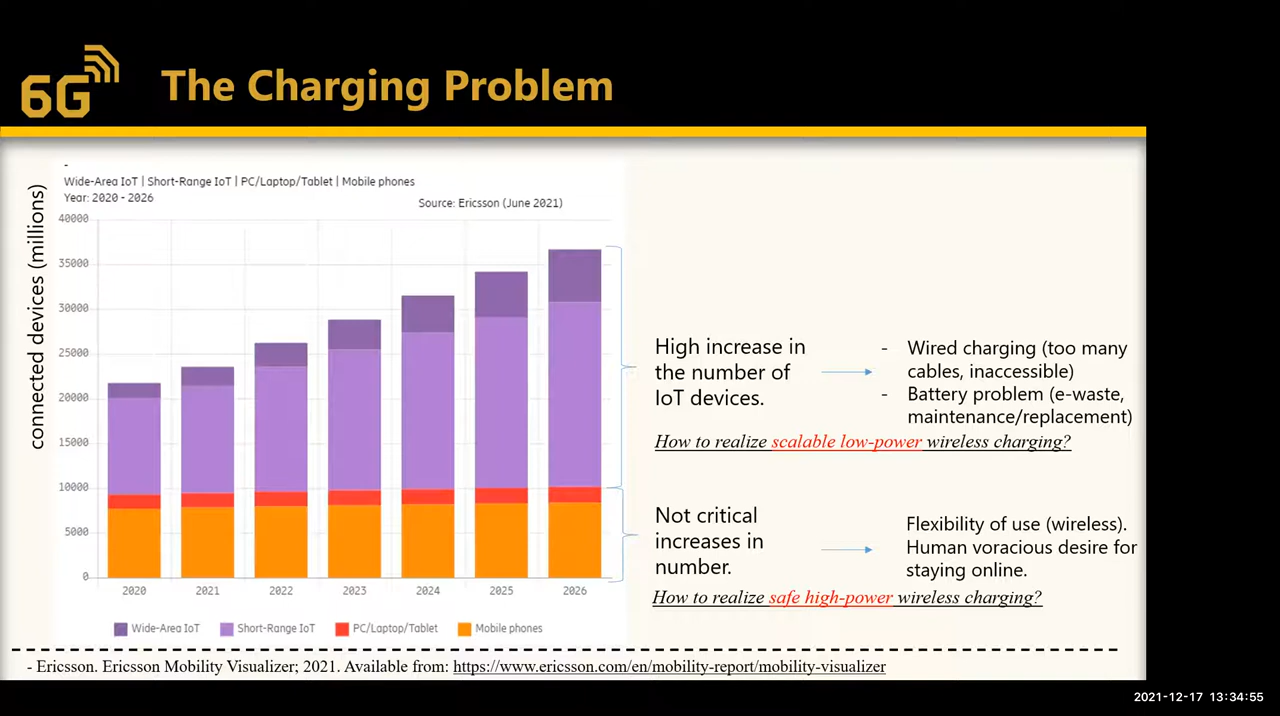 6G
The Charging Problem
-
Wide-Area IoT | Short-Range IoT | PC/Laptop/Tablet | Mobile phones
Year: 2020 - 2026
Source: Ericsson (June 2021)
connected devices (millions)
40000
35000
30000
25000
20000
15000
10000
5000
0
2020 2021 2022 2023 2024 2025 2026
Wide-Area IoT Short-Range IoT PC/Laptop/Tablet Mobile phones
High increase in
the number of
IoT devices.
- Wired charging (too many
cables, inaccessible)
- Battery problem (e-waste,
maintenance/replacement)
How to realize scalable low-power wireless charging?
Not critical
increases in
number.
Flexibility of use (wireless).
Human voracious desire for
staying online.
How to realize safe high-power wireless charging?
- Ericsson. Ericsson Mobility Visualizer; 2021. Available from: https://www.ericsson.com/en/mobility-report/mobility-visualizer
2021-12-17 13:34:55